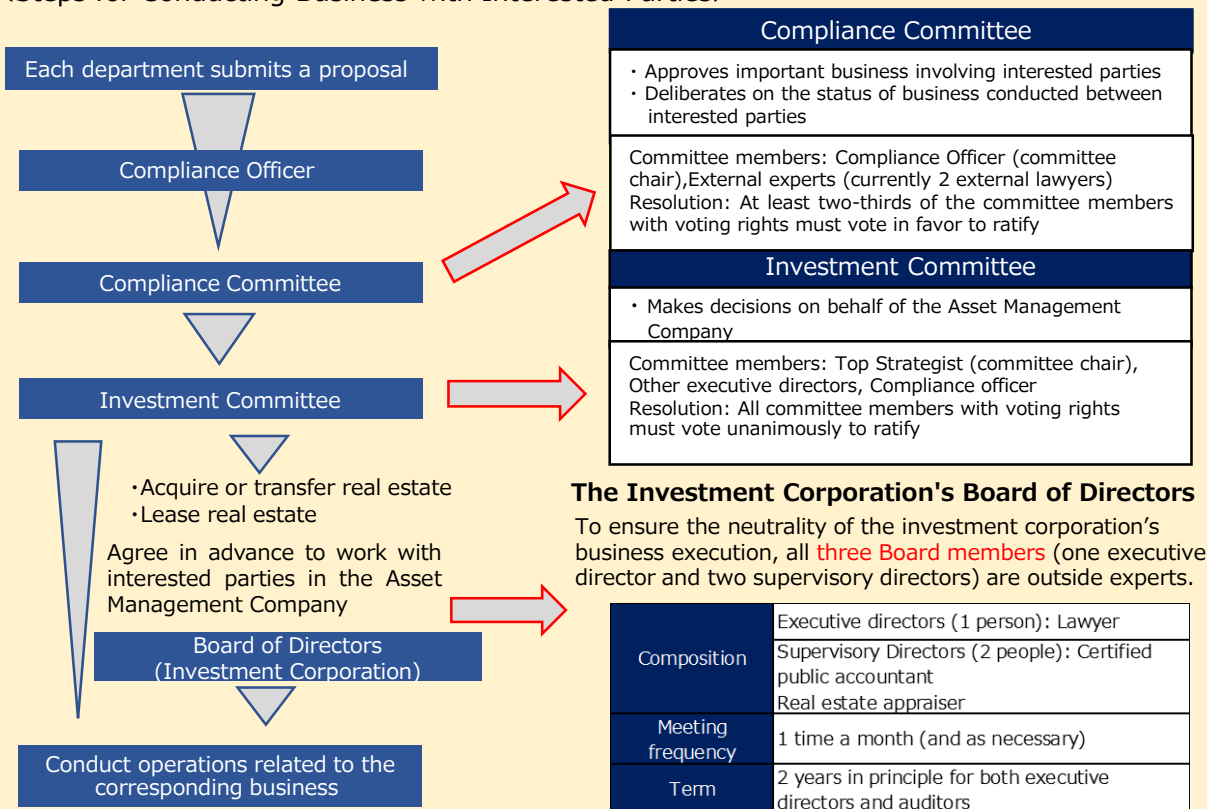 (Steps for Conducting Business with Interested Parties)
Each department submits a proposal
Compliance Officer
Compliance Committee
Investment Committee
・Acquire or transfer real estate
・Lease real estate
Agree in advance to work with
interested parties in the Asset
Management Company
Board of Directors
(Investment Corporation)
Conduct operations related to the
corresponding business
Compliance Committee
・Approves important business involving interested parties
・Deliberates on the status of business conducted between
interested parties
Committee members: Compliance Officer (committee
chair),External experts (currently 2 external lawyers)
Resolution: At least two-thirds of the committee members
with voting rights must vote in favor to ratify
Investment Committee
・Makes decisions on behalf of the Asset Management
Company
Committee members: Top Strategist (committee chair),
Other executive directors, Compliance officer
Resolution: All committee members with voting rights
must vote unanimously to ratify
The Investment Corporation's Board of Directors
To ensure the neutrality of the investment corporation’s
business execution, all three Board members (one executive
director and two supervisory directors) are outside experts.
Composition
Executive directors (1 person): Lawyer
Supervisory Directors (2 people): Certified
public accountant
Real estate appraiser
Meeting
frequency
1 time a month (and as necessary)
Term
2 years in principle for both executive
directors and auditors